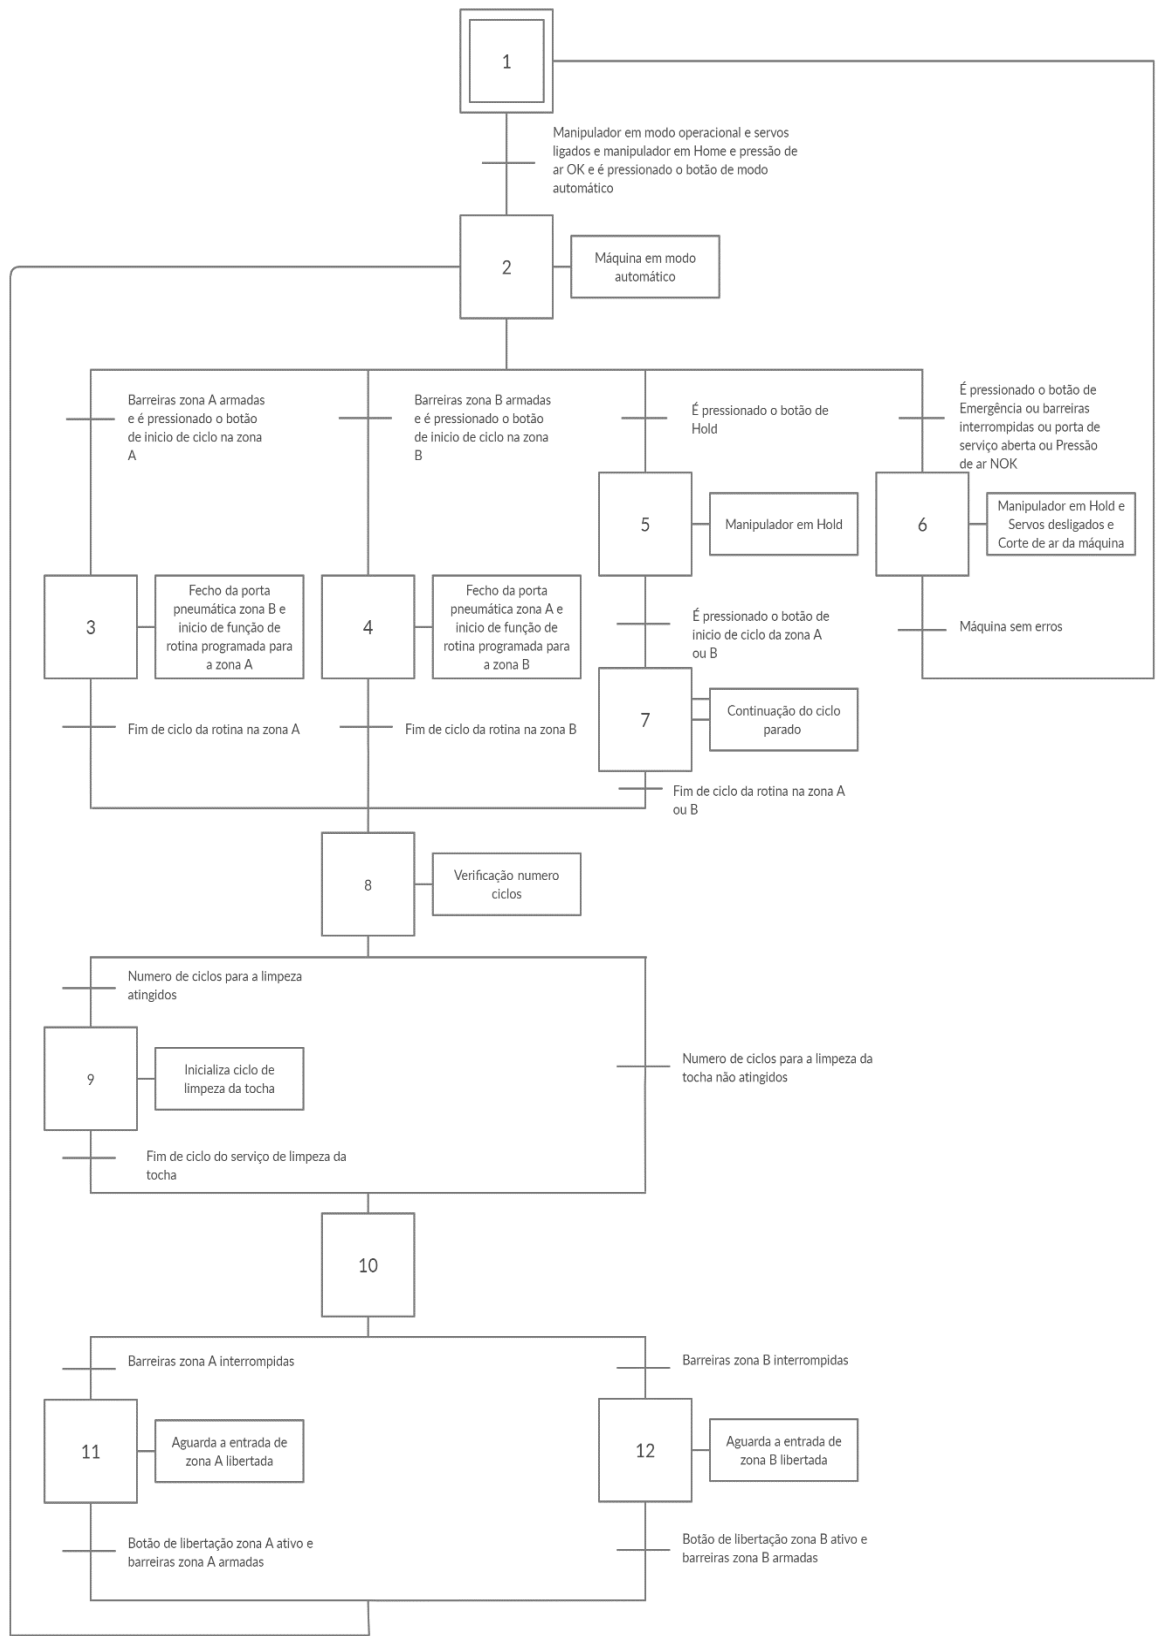 1
Manipulador em modo operacional e servos
ligados e manipulador em Home e pressão de
ar OK e é pressionado o botão de modo
automático
2
Máquina em modo
automático
Barreiras zona A armadas
e é pressionado o botão
de inicio de ciclo na zona
A
Barreiras zona B armadas
e é pressionado o botão
de inicio de ciclo na zona
B
É pressionado o botão de
Hold
É pressionado o botão de
Emergência ou barreiras
interrompidas ou porta de
serviço aberta ou Pressão
de ar NOK
5
Manipulador em Hold
6
Manipulador em Hold e
Servos desligados e
Corte de ar da máquina
3
Fecho da porta
pneumática zona B e
inicio de função de
rotina programada para
a zona A
4
Fecho da porta
pneumática zona A e
inicio de função de
rotina programada para
a zona B
É pressionado o botão de
inicio de ciclo da zona A
ou B
Máquina sem erros
7
Continuação do ciclo
parado
Fim de ciclo da rotina na zona A
Fim de ciclo da rotina na zona B
Fim de ciclo da rotina na zona A
ou B
8
Verificação numero
ciclos
Numero de ciclos para a limpeza
atingidos
9
Inicializa ciclo de
limpeza da tocha
Numero de ciclos para a limpeza da
tocha não atingidos
Fim de ciclo do serviço de limpeza da
tocha
10
Barreiras zona A interrompidas
Barreiras zona B interrompidas
11
Aguarda a entrada de
zona A libertada
12
Aguarda a entrada de
zona B libertada
Botão de libertação zona A ativo e
barreiras zona A armadas
Botão de libertação zona B ativo e
barreiras zona B armadas